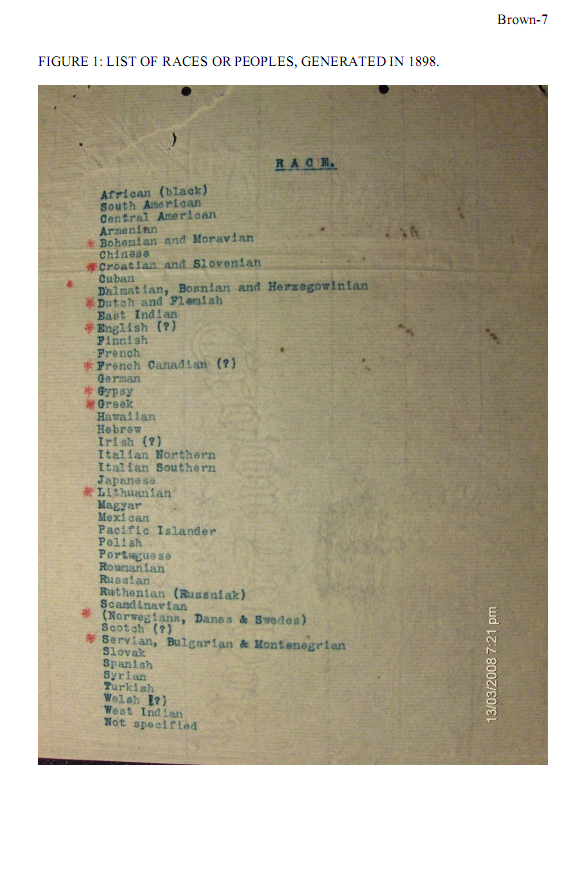 Brown-7
FIGURE 1: LIST OF RACES OR PEOPLES, GENERATED IN 1898.
RACE.
African (black)
South American
Central American
Armenian
* Bohemian and Moravian
Chinese
* Croatian and Slovenian
Cuban
Dalmatian, Bosnian and Herzegowinian
* Dutch and Flemish
East Indian
* English (?)
Finnish
French
* French Canadian (?)
German
* Gypsy
* Greek
Hawaiian
Hebrew
Irish (?)
Italian Northern
Italian Southern
Japanese
* Lithuanian
Magyar
Mexican
Pacific Islander
Polish
Portuguese
Roumanian
Russian
Ruthenian (Russniak)
Scandinavian
* (Norwegians, Danes & Swedes)
Scotch (?)
* Servian, Bulgarian & Montenegrian
Slovak
Spanish
Syrian
Turkish
Welsh (?)
West Indian
Not specified
13/03/2008 7:21 pm